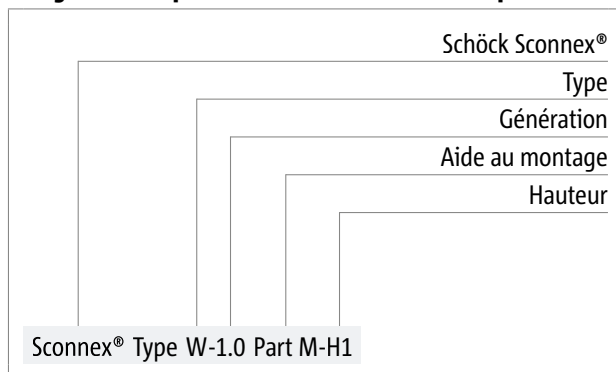 Schöck Sconnex®
Type
Génération
Aide au montage
Hauteur
Sconnex® Type W-1.0 Part M-H1